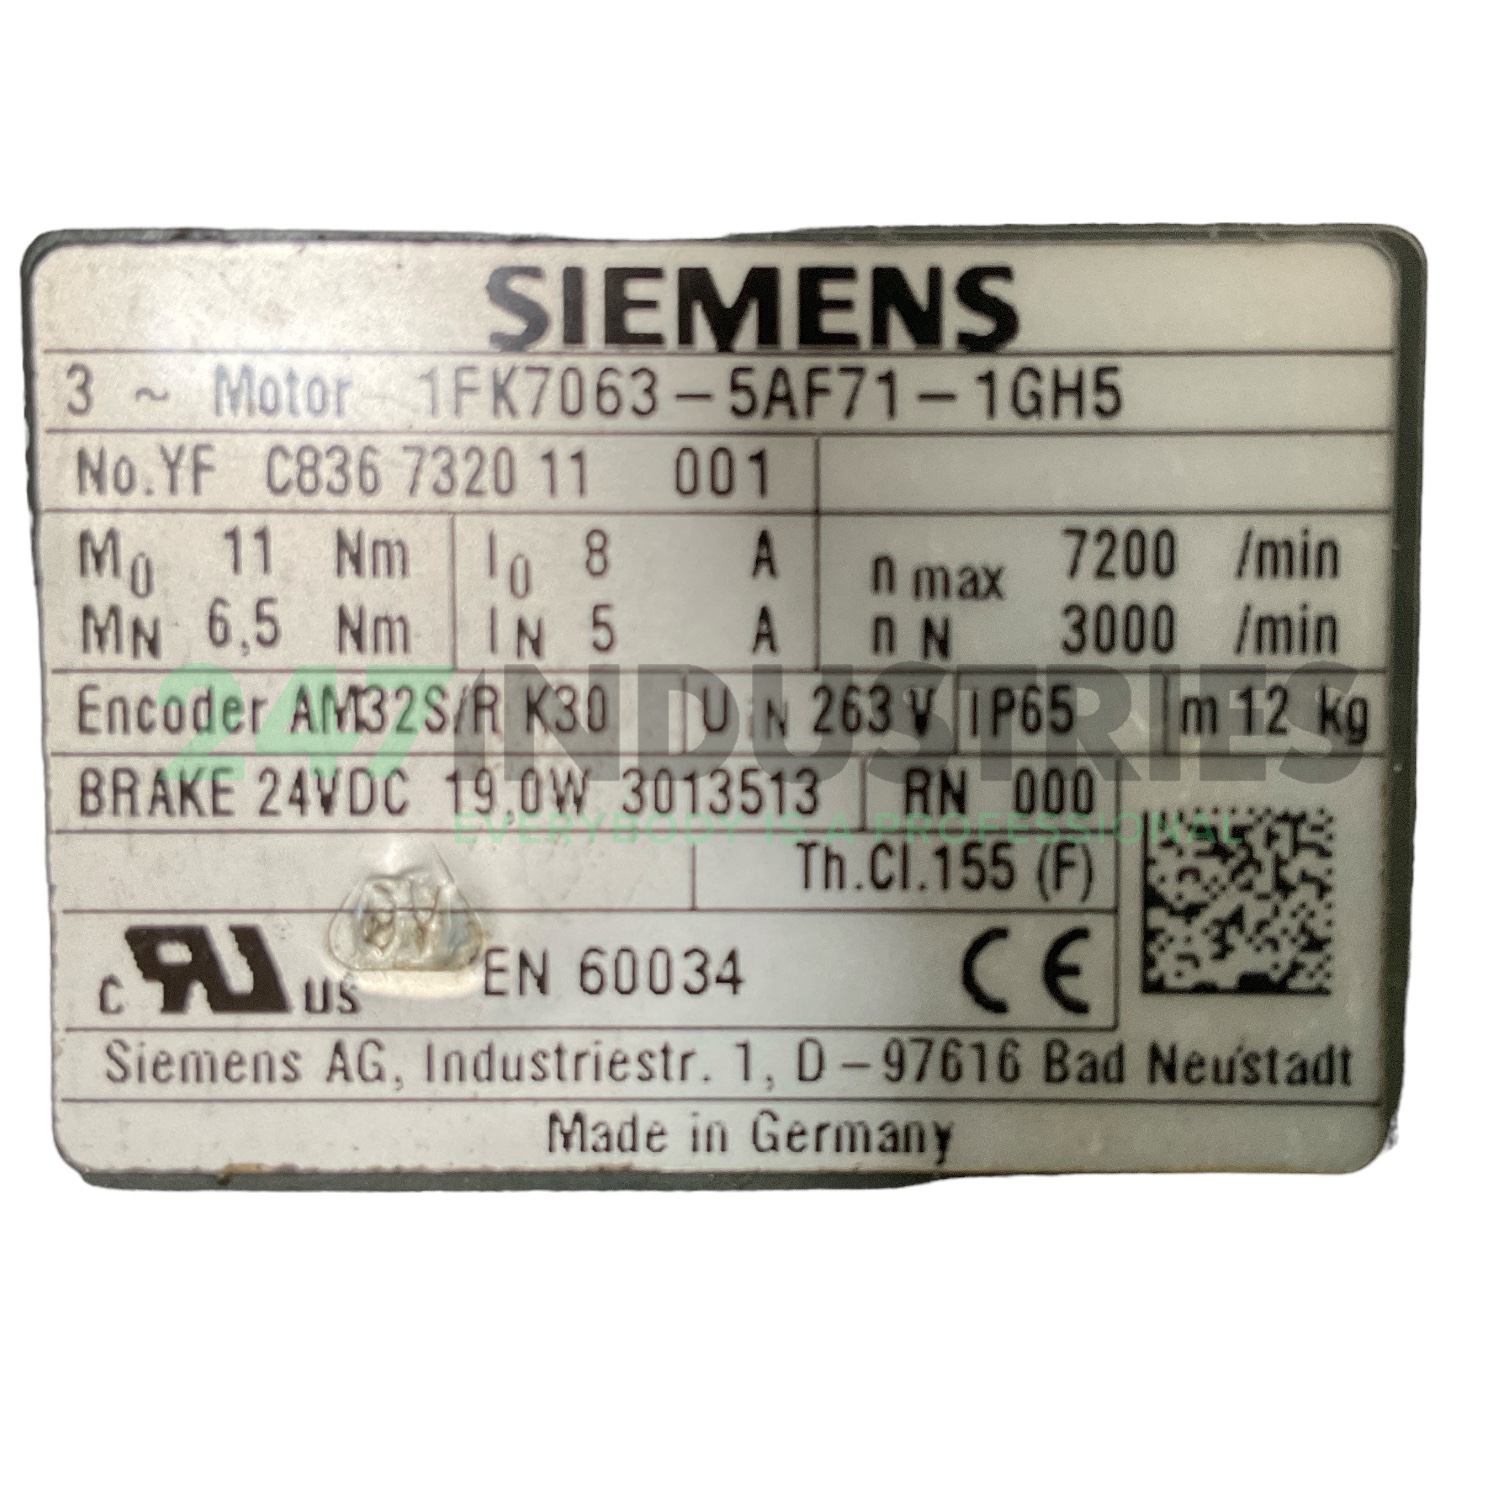 SIEMENS
3 ~ Motor 1FK7063-5AF71-1GH5
No.YF C836 7320 11 001
M0 11 Nm I0 8 A n max 7200 /min
MN 6,5 Nm IN 5 A n N 3000 /min
Encoder AM32S/R K30 UiN 263 V IP65 m 12 kg
BRAKE 24VDC 19,0W 3013513 RN 000
247INDUSTRIES
EVERYBODY IS A PROFESSIONAL
Th.Cl.155 (F)
c RU us EN 60034 CE
Siemens AG, Industriestr. 1, D-97616 Bad Neustadt
Made in Germany